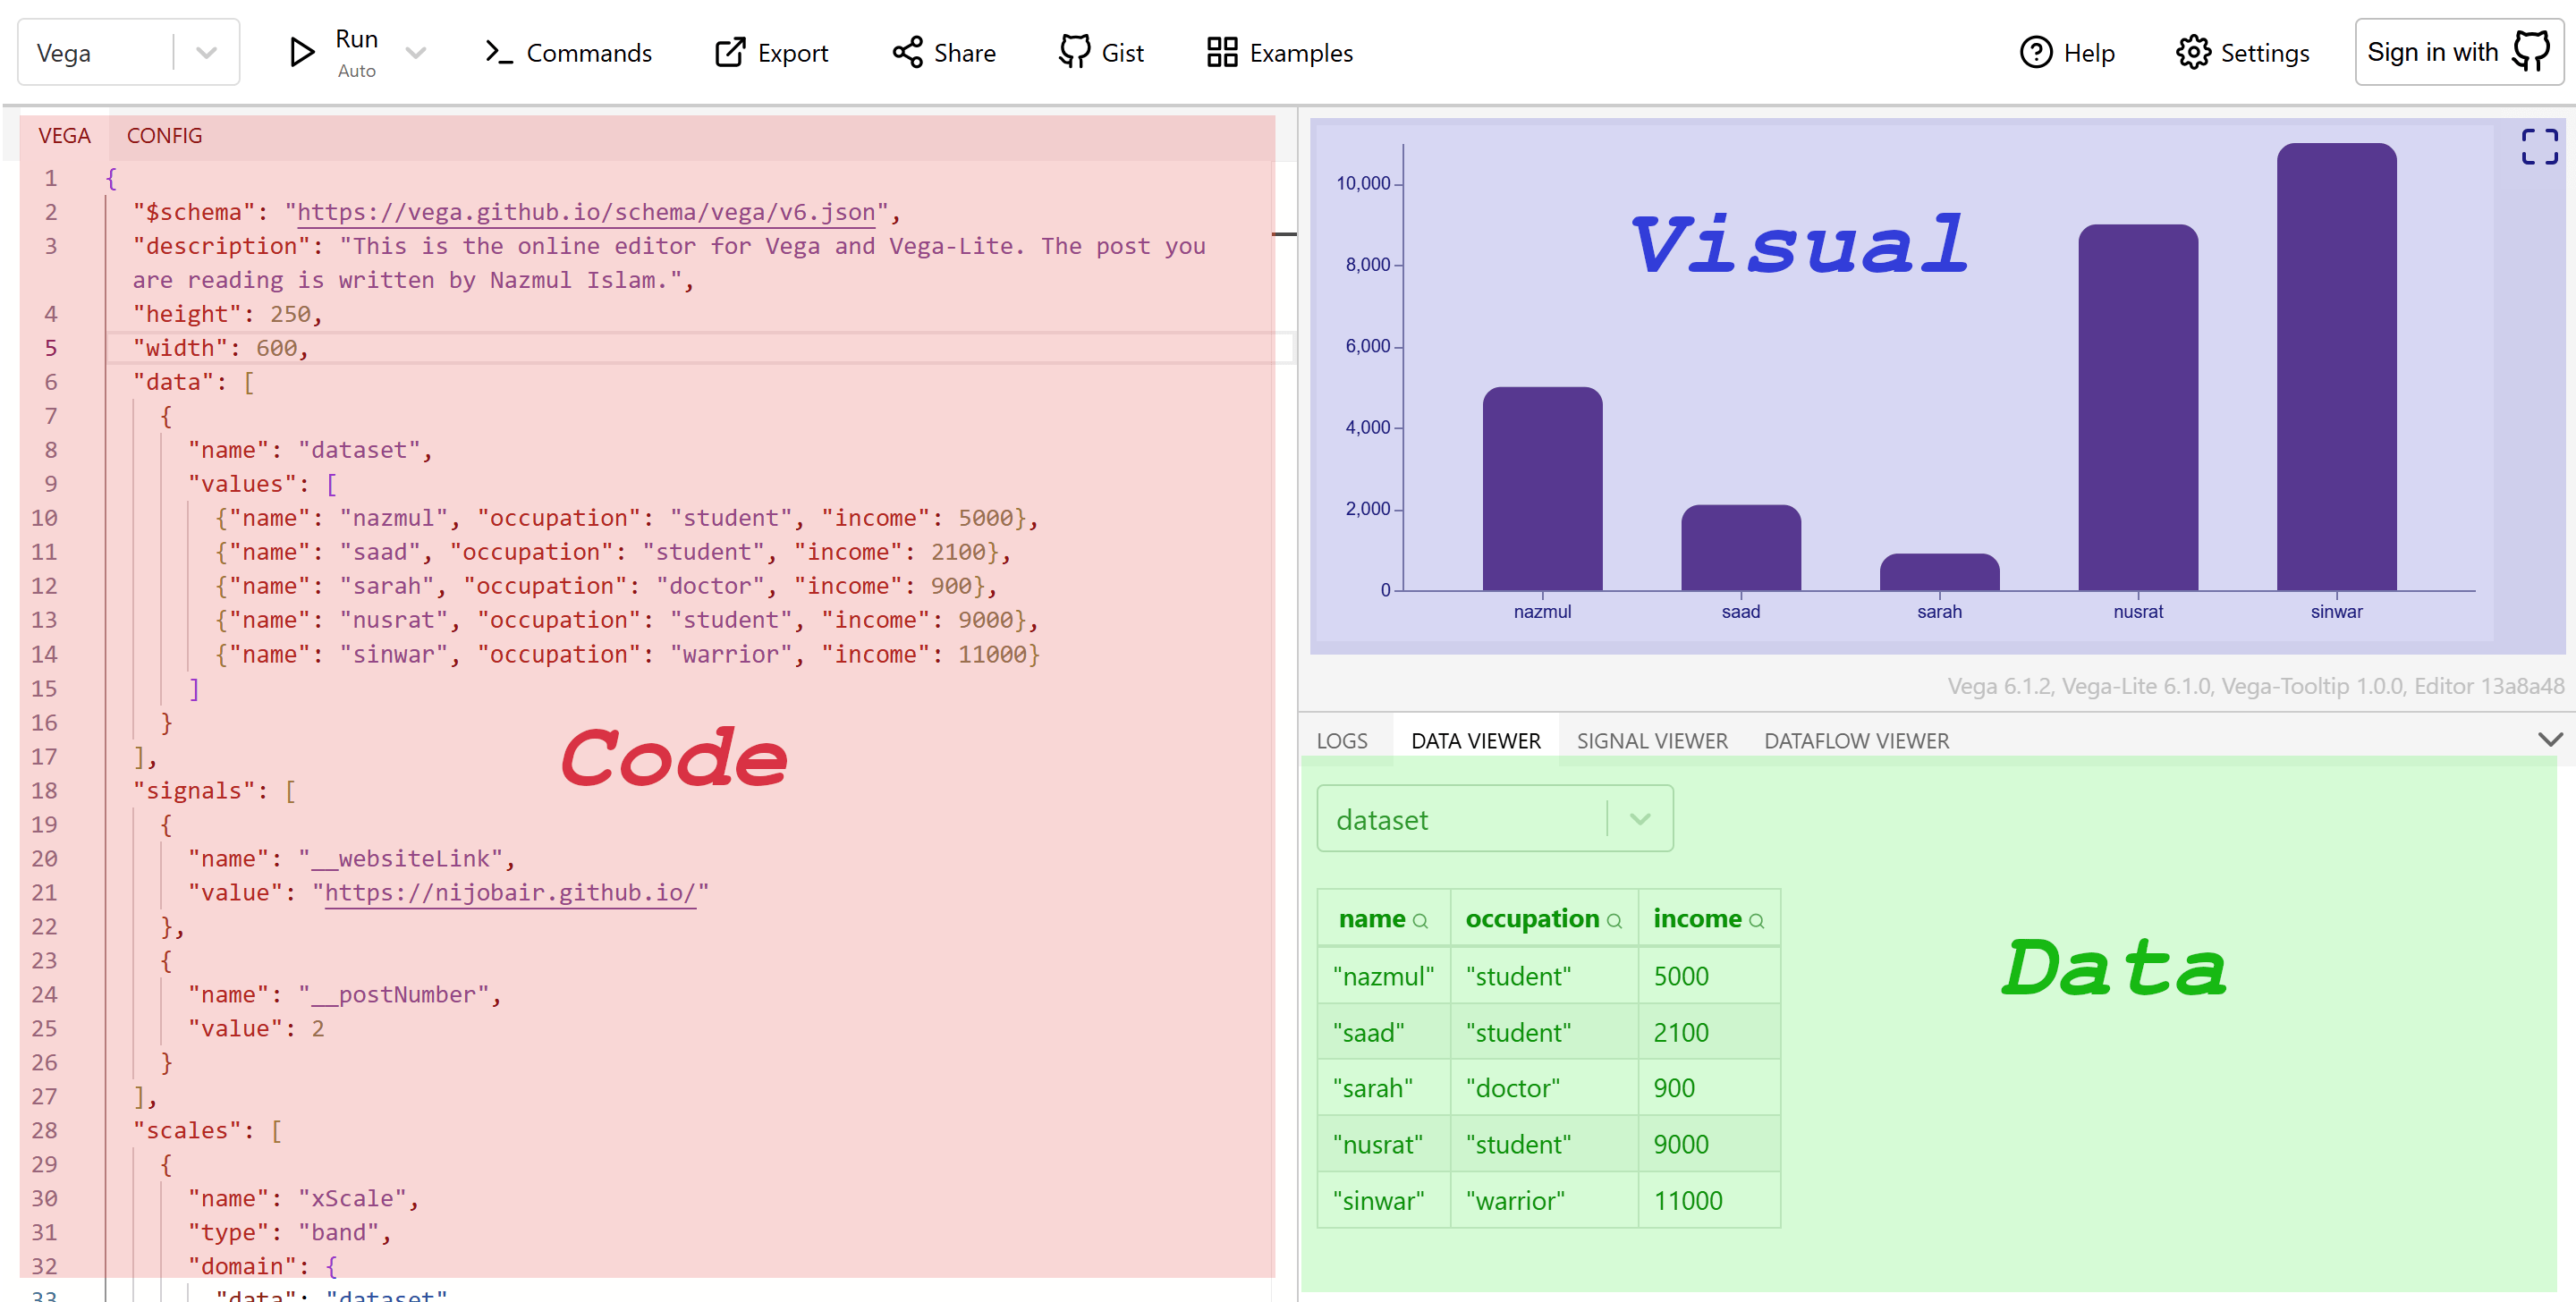 Vega
Run
Auto
Commands
Export
Share
Gist
Examples
Help
Settings
Sign in with
VEGA CONFIG
1 {
2 "$schema": "https://vega.github.io/schema/vega/v6.json",
3 "description": "This is the online editor for Vega and Vega-Lite. The post you
are reading is written by Nazmul Islam.",
4 "height": 250,
5 "width": 600,
6 "data": [
7 {
8 "name": "dataset",
9 "values": [
10 {"name": "nazmul", "occupation": "student", "income": 5000},
11 {"name": "saad", "occupation": "student", "income": 2100},
12 {"name": "sarah", "occupation": "doctor", "income": 900},
13 {"name": "nusrat", "occupation": "student", "income": 9000},
14 {"name": "sinwar", "occupation": "warrior", "income": 11000}
15 ]
16 }
17 ],
18 "signals": [
19 {
20 "name": "__websiteLink",
21 "value": "https://nijobair.github.io/"
22 },
23 {
24 "name": "__postNumber",
25 "value": 2
26 }
27 ],
28 "scales": [
29 {
30 "name": "xScale",
31 "type": "band",
32 "domain": {
33 "data": "dataset"
Code
Visual
10,000
8,000
6,000
4,000
2,000
0
nazmul saad sarah nusrat sinwar
Vega 6.1.2, Vega-Lite 6.1.0, Vega-Tooltip 1.0.0, Editor 13a8a48
LOGS DATA VIEWER SIGNAL VIEWER DATAFLOW VIEWER
dataset
name occupation income
"nazmul" "student" 5000
"saad" "student" 2100
"sarah" "doctor" 900
"nusrat" "student" 9000
"sinwar" "warrior" 11000
Data